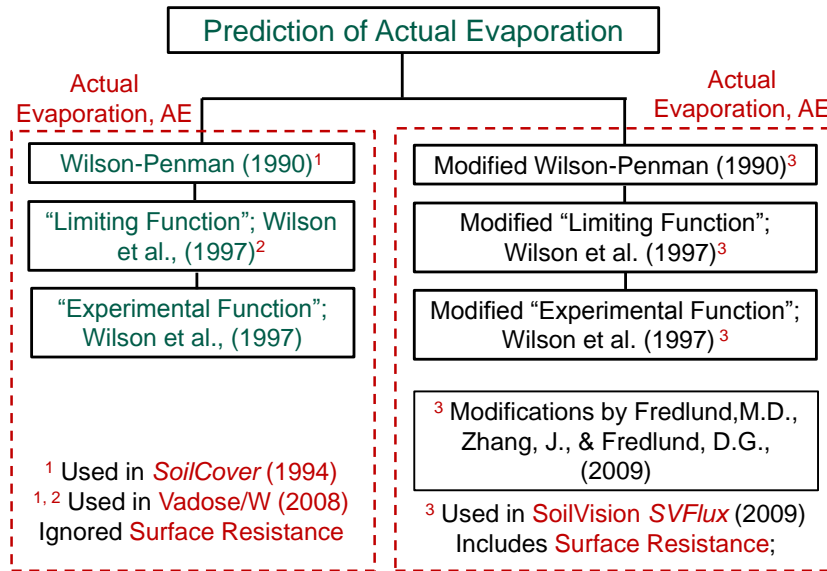 Prediction of Actual Evaporation
Actual
Evaporation, AE
Wilson-Penman (1990)¹
“Limiting Function”; Wilson
et al., (1997)²
“Experimental Function”;
Wilson et al., (1997)
¹ Used in SoilCover (1994)
¹, ² Used in Vadose/W (2008)
Ignored Surface Resistance
Actual
Evaporation, AE
Modified Wilson-Penman (1990)³
Modified “Limiting Function”;
Wilson et al. (1997)³
Modified “Experimental Function”;
Wilson et al. (1997) ³
³ Modifications by Fredlund,M.D.,
Zhang, J., & Fredlund, D.G.,
(2009)
³ Used in SoilVision SVFlux (2009)
Includes Surface Resistance;